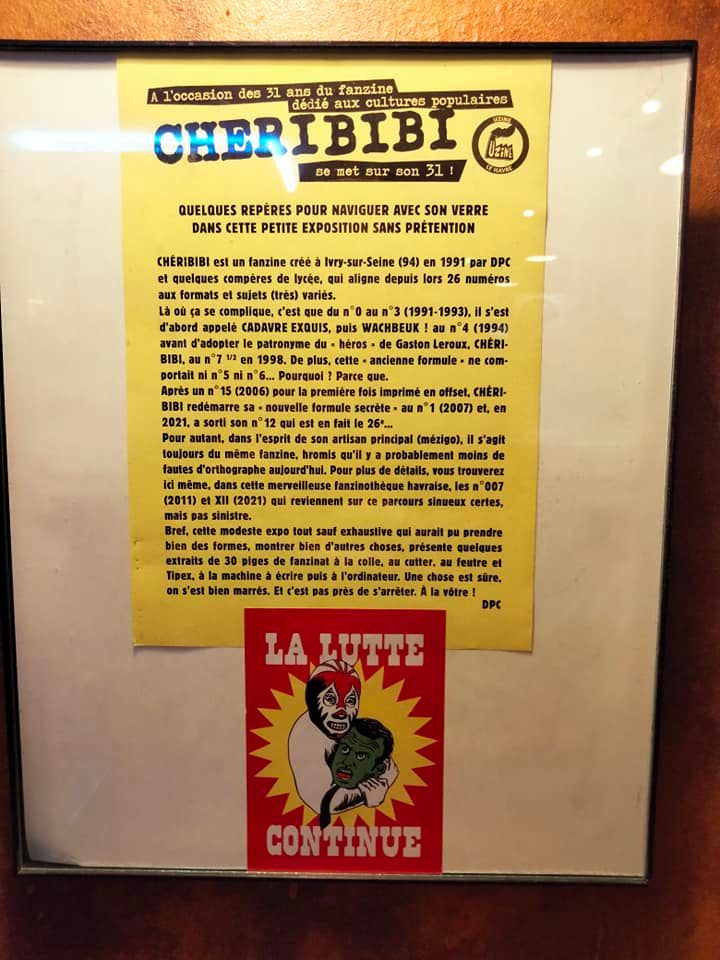 A l'occasion des 31 ans du fanzine
dédié aux cultures populaires
CHERIBIBI
se met sur son 31 !
UZINE
UZINE
LE HAVRE
QUELQUES REPÈRES POUR NAVIGUER AVEC SON VERRE
DANS CETTE PETITE EXPOSITION SANS PRÉTENTION
CHÉRIBIBI est un fanzine créé à Ivry-sur-Seine (94) en 1991 par DPC
et quelques compères de lycée, qui aligne depuis lors 26 numéros
aux formats et sujets (très) variés.
Là où ça se complique, c'est que du n°0 au n°3 (1991-1993), il s'est
d'abord appelé CADAVRE EXQUIS, puis WACHBEUK ! au n°4 (1994)
avant d'adopter le patronyme du « héros » de Gaston Leroux, CHÉRI-
BIBI, au n°7 1/2 en 1998. De plus, cette « ancienne formule » ne com-
portait ni n°5 ni n°6... Pourquoi ? Parce que.
Après un n°15 (2006) pour la première fois imprimé en offset, CHÉRI-
BIBI redémarre sa « nouvelle formule secrète » au n°1 (2007) et, en
2021, a sorti son n°12 qui est en fait le 26e...
Pour autant, dans l'esprit de son artisan principal (mézigo), il s'agit
toujours du même fanzine, hromis qu'il y a probablement moins de
fautes d'orthographe aujourd'hui. Pour plus de détails, vous trouverez
ici même, dans cette merveilleuse fanzinothèque havraise, les n°007
(2011) et XII (2021) qui reviennent sur ce parcours sinueux certes,
mais pas sinistre.
Bref, cette modeste expo tout sauf exhaustive qui aurait pu prendre
bien des formes, montrer bien d'autres choses, présente quelques
extraits de 30 piges de fanzinat à la colle, au cutter, au feutre et
Tipex, à la machine à écrire puis à l'ordinateur. Une chose est sûre,
on s'est bien marrés. Et c'est pas près de s'arrêter. À la vôtre !
DPC
LA LUTTE
CONTINUE